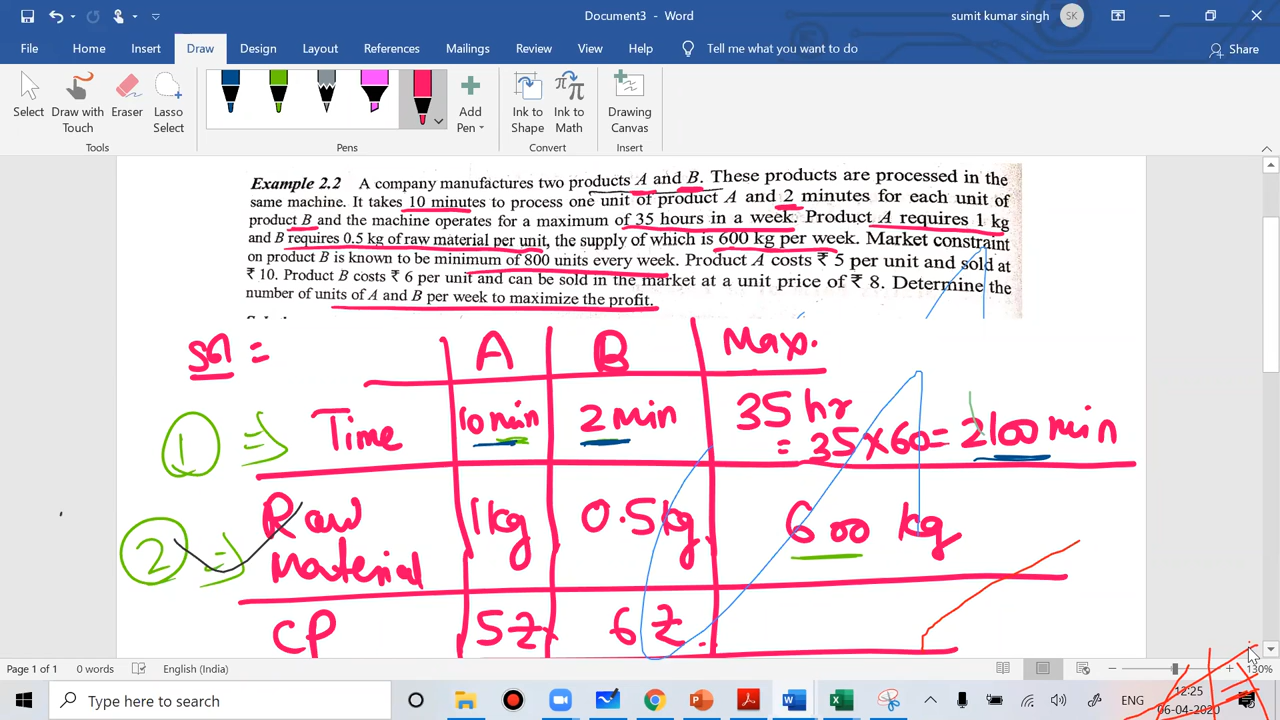 Document3 - Word
sumit kumar singh
SK
File Home Insert Draw Design Layout References Mailings Review View Help Tell me what you want to do Share
Select Draw with Touch Eraser Lasso Select Add Pen Ink to Shape Ink to Math Drawing Canvas
Tools Pens Convert Insert
Example 2.2 A company manufactures two products A and B. These products are processed in the
same machine. It takes 10 minutes to process one unit of product A and 2 minutes for each unit of
product B and the machine operates for a maximum of 35 hours in a week. Product A requires 1 kg
and B requires 0.5 kg of raw material per unit, the supply of which is 600 kg per week. Market constraint
on product B is known to be minimum of 800 units every week. Product A costs ₹ 5 per unit and sold at
₹ 10. Product B costs ₹ 6 per unit and can be sold in the market at a unit price of ₹ 8. Determine the
number of units of A and B per week to maximize the profit.
Sol = A B Max.
① ⇒ Time 10 min 2 min 35 hr
= 35 × 60 = 2100 min
② ⇒ Raw Material 1 kg 0.5 kg. 600 kg
CP 5 Z 6 Z
Page 1 of 1 0 words English (India) 130%
Type here to search
ENG
12:25
06-04-2020